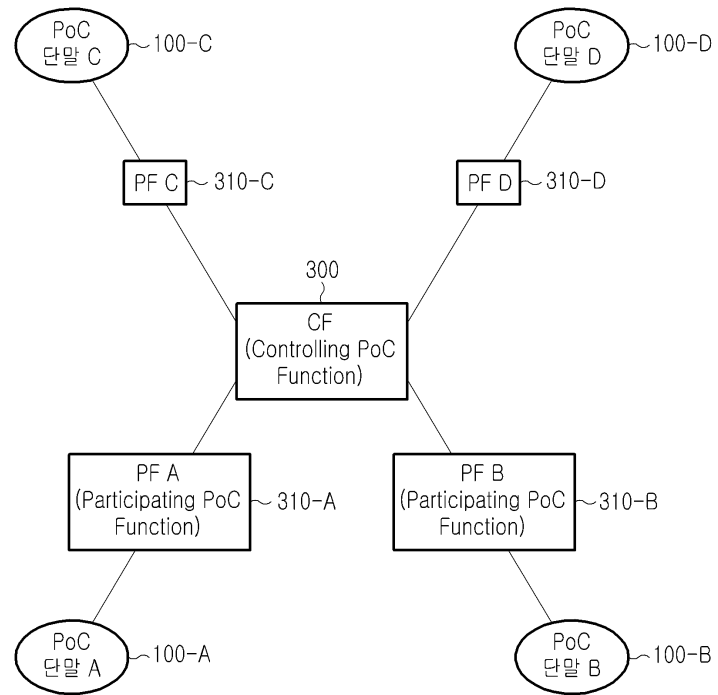 PoC
단말 C
100-C
PoC
단말 D
100-D
PF C
310-C
PF D
310-D
300
CF
(Controlling PoC
Function)
PF A
(Participating PoC
Function)
310-A
PF B
(Participating PoC
Function)
310-B
PoC
단말 A
100-A
PoC
단말 B
100-B